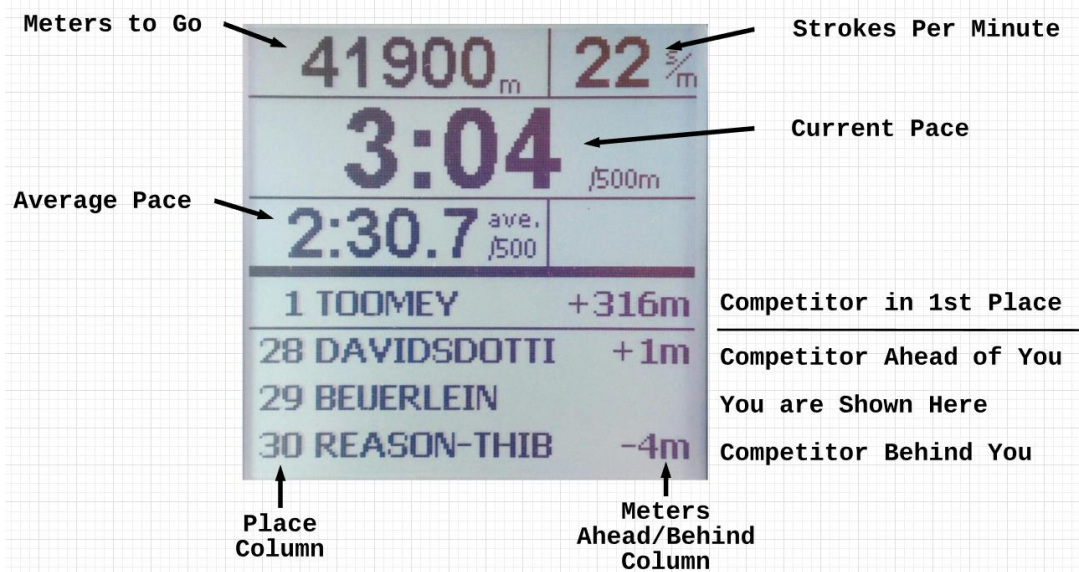 Meters to Go
41900 m
22 s/m
Strokes Per Minute
3:04 /500m
Current Pace
Average Pace
2:30.7 ave. /500
1 TOOMEY +316m
Competitor in 1st Place
28 DAVIDSDOTTI +1m
Competitor Ahead of You
29 BEUERLEIN
You are Shown Here
30 REASON-THIB -4m
Competitor Behind You
Place
Column
Meters
Ahead/Behind
Column